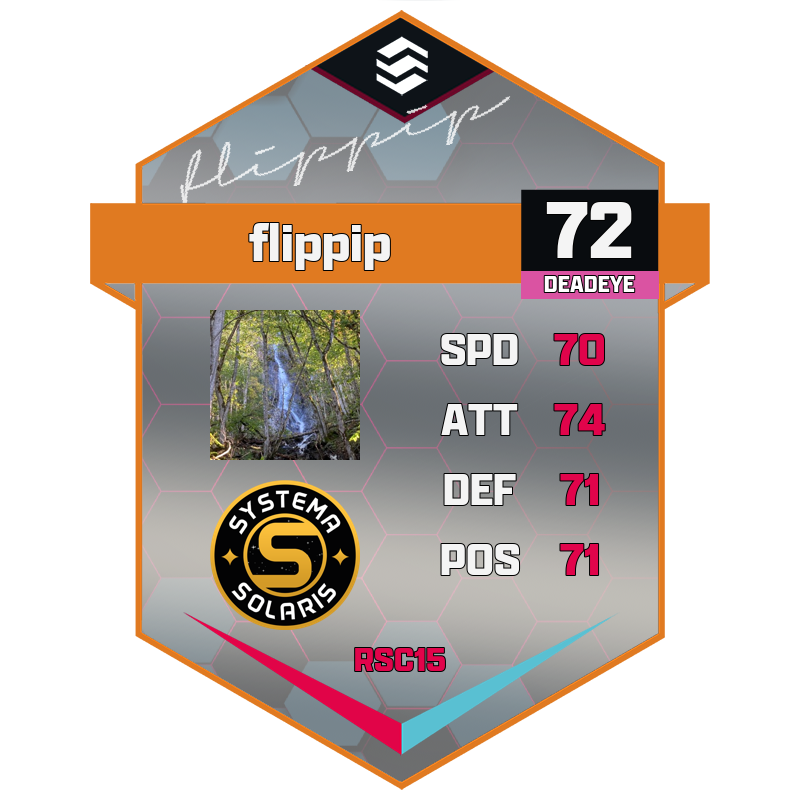 flippip
flippip
72
DEADEYE
SPD 70
ATT 74
DEF 71
POS 71
SYSTEMA
S
SOLARIS
RSC15